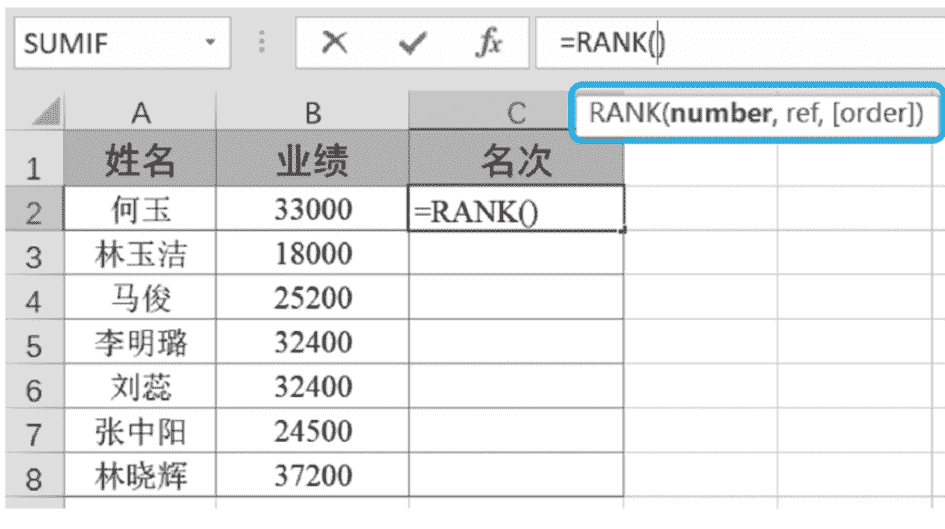 SUMIF =RANK()
RANK(number, ref, [order])
A B C
1 姓名 业绩 名次
2 何玉 33000 =RANK()
3 林玉洁 18000
4 马俊 25200
5 李明璐 32400
6 刘蕊 32400
7 张中阳 24500
8 林晓辉 37200